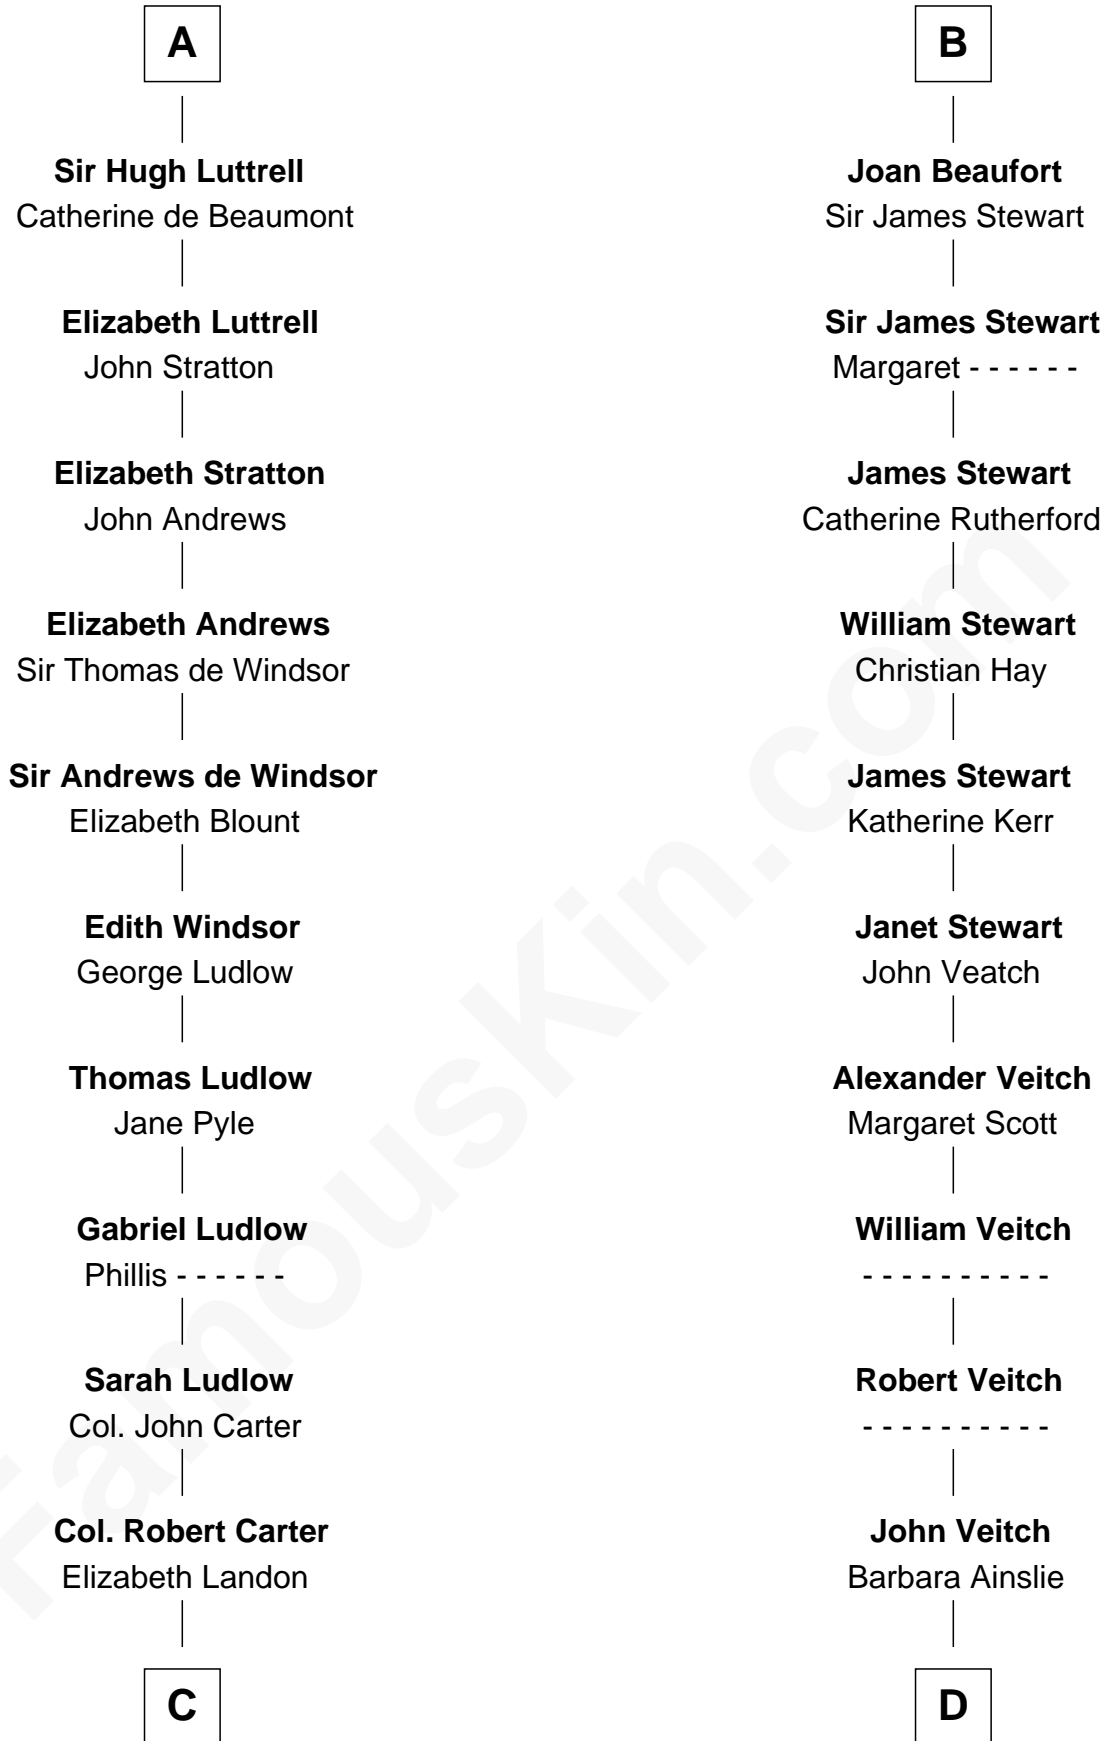 A
Sir Hugh Luttrell
Catherine de Beaumont
Elizabeth Luttrell
John Stratton
Elizabeth Stratton
John Andrews
Elizabeth Andrews
Sir Thomas de Windsor
Sir Andrews de Windsor
Elizabeth Blount
Edith Windsor
George Ludlow
Thomas Ludlow
Jane Pyle
Gabriel Ludlow
Phillis - - - - - -
Sarah Ludlow
Col. John Carter
Col. Robert Carter
Elizabeth Landon
C
B
Joan Beaufort
Sir James Stewart
Sir James Stewart
Margaret - - - - - -
James Stewart
Catherine Rutherford
William Stewart
Christian Hay
James Stewart
Katherine Kerr
Janet Stewart
John Veatch
Alexander Veitch
Margaret Scott
William Veitch
- - - - - - - - - -
Robert Veitch
- - - - - - - - - -
John Veitch
Barbara Ainslie
D
FamousKin.com